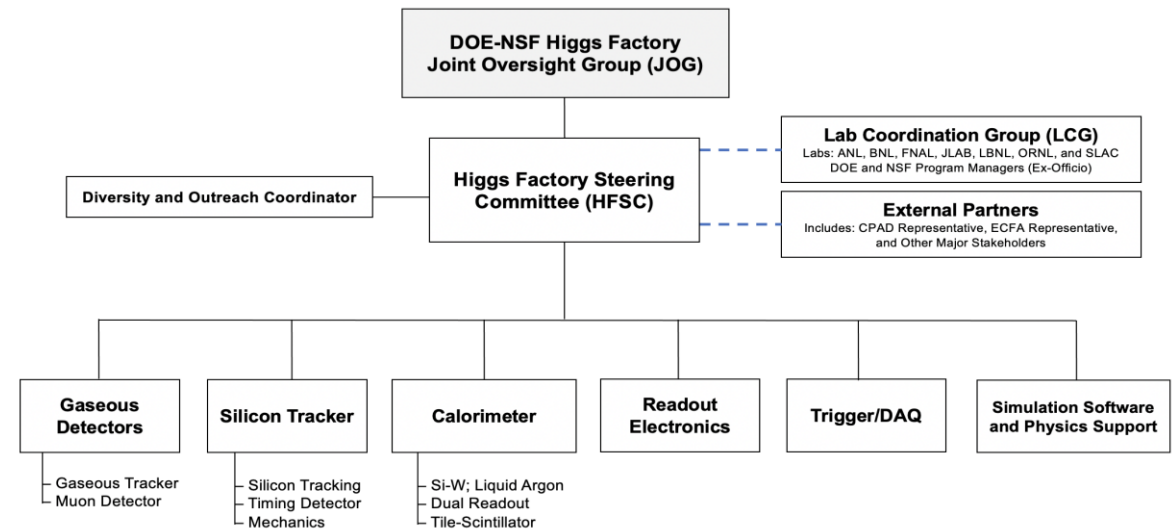 DOE-NSF Higgs Factory
Joint Oversight Group (JOG)
Lab Coordination Group (LCG)
Labs: ANL, BNL, FNAL, JLAB, LBNL, ORNL, and SLAC
DOE and NSF Program Managers (Ex-Officio)
Higgs Factory Steering
Committee (HFSC)
Diversity and Outreach Coordinator
External Partners
Includes: CPAD Representative, ECFA Representative,
and Other Major Stakeholders
Gaseous
Detectors
Gaseous Tracker
Muon Detector
Silicon Tracker
Silicon Tracking
Timing Detector
Mechanics
Calorimeter
Si-W; Liquid Argon
Dual Readout
Tile-Scintillator
Readout
Electronics
Trigger/DAQ
Simulation Software
and Physics Support